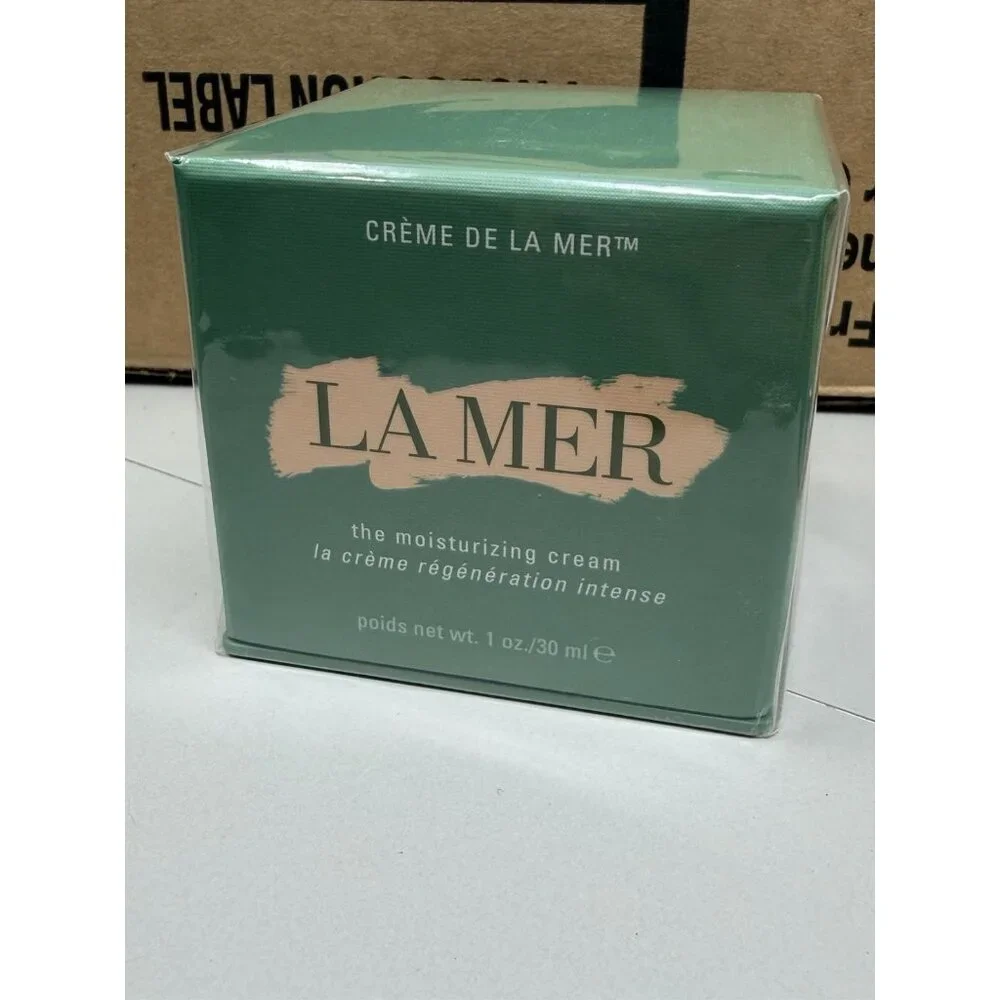 LABEL
CRÈME DE LA MER™
LA MER
the moisturizing cream
la crème régénération intense
poids net wt. 1 oz./30 ml ℮